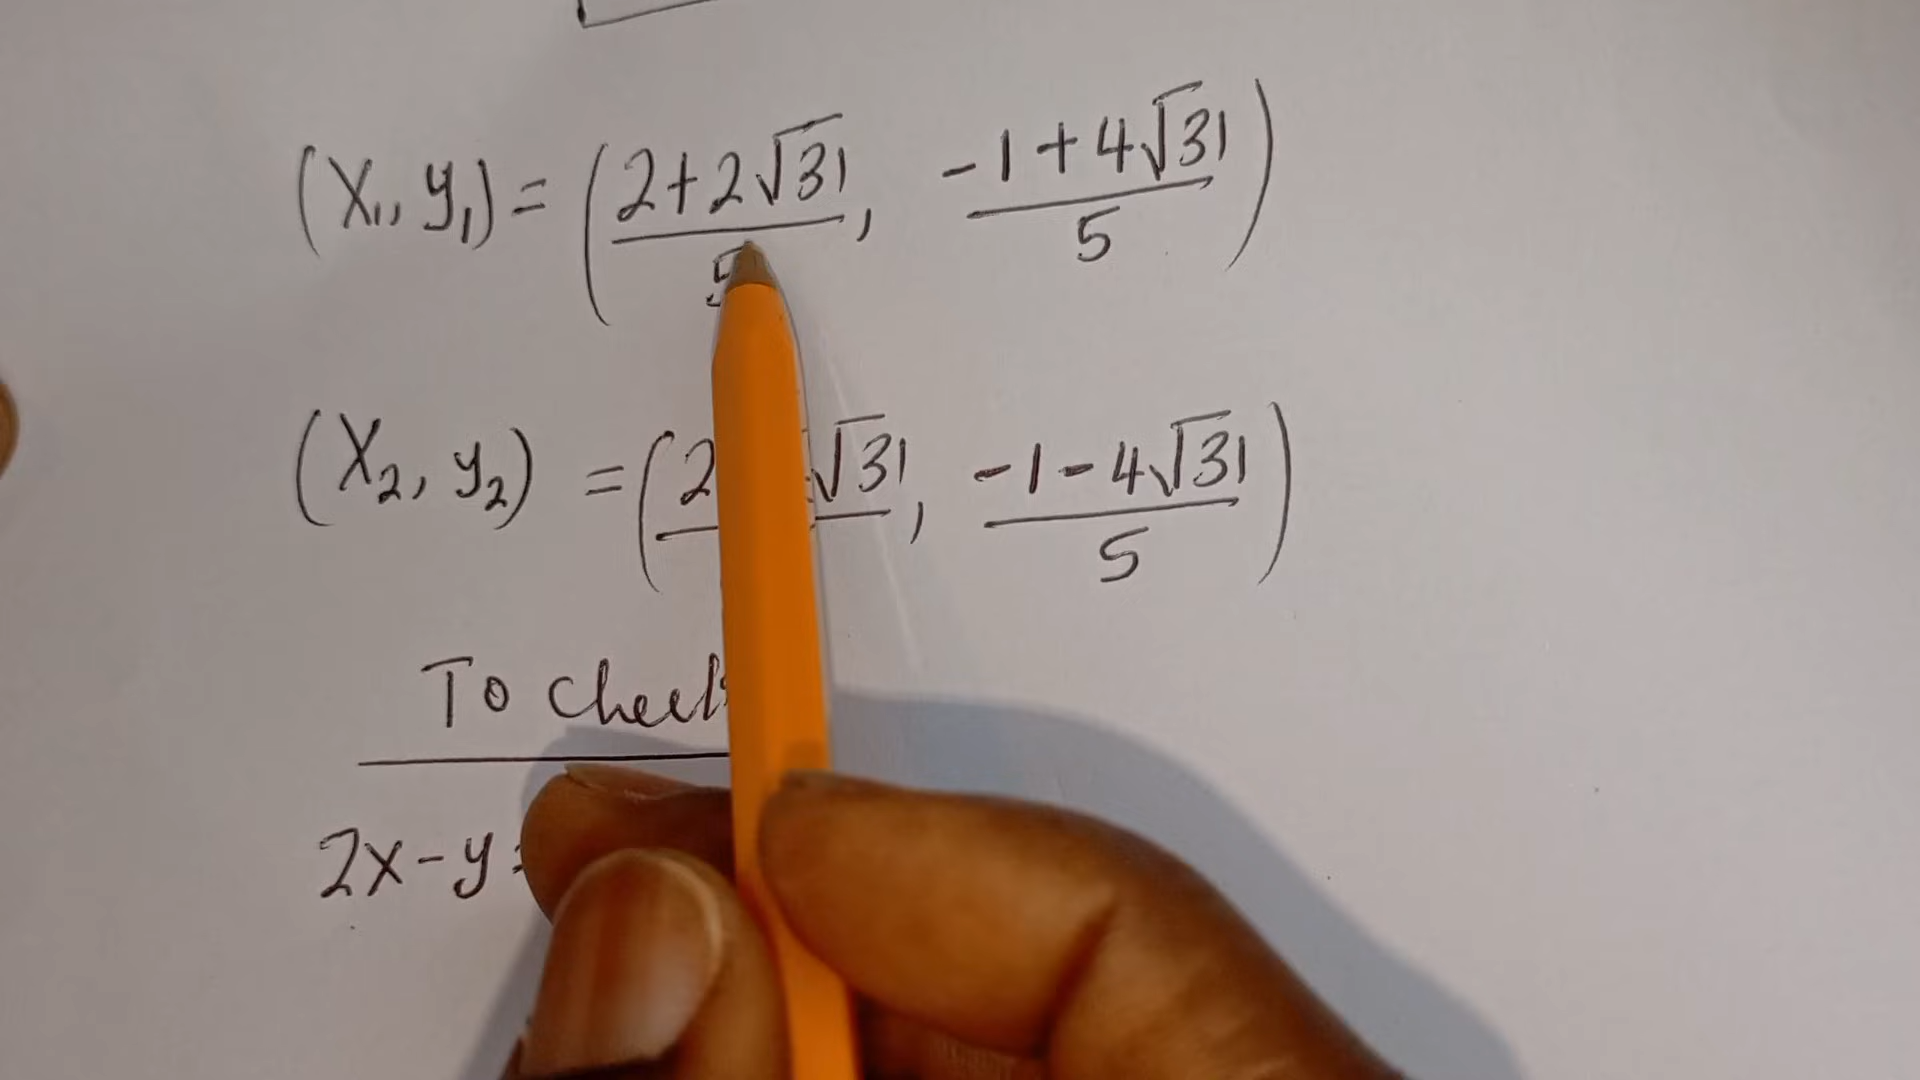 (x₁, y₁) = ( (2+2√31)/5 , (-1+4√31)/5 )
(x₂, y₂) = ( 2 √31 , (-1-4√31)/5 )
To check
2x-y =